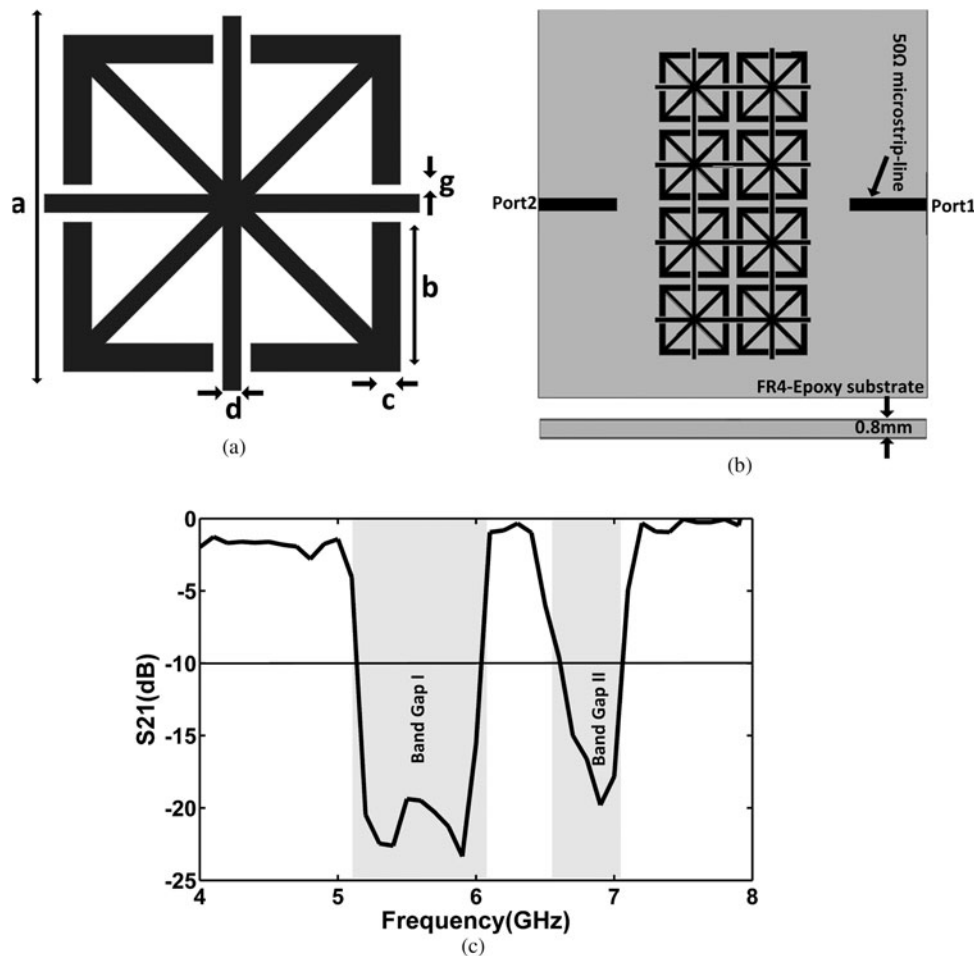 a
g
b
c
d
(a)
50Ω microstrip-line
Port2
Port1
FR4-Epoxy substrate
0.8mm
(b)
0
-5
-10
-15
-20
-25
S21(dB)
Band Gap I
Band Gap II
4
5
6
7
8
Frequency(GHz)
(c)